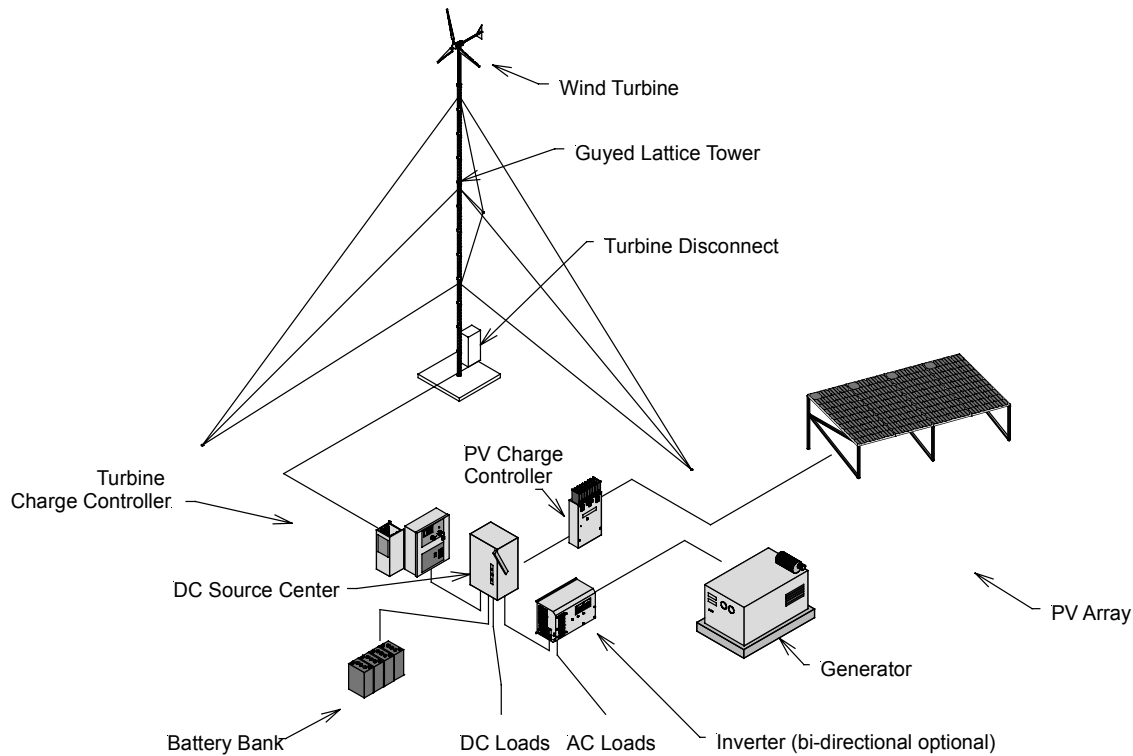 Wind Turbine
Guyed Lattice Tower
Turbine Disconnect
PV Charge
Controller
Turbine
Charge Controller
DC Source Center
PV Array
Generator
Battery Bank
DC Loads
AC Loads
Inverter (bi-directional optional)